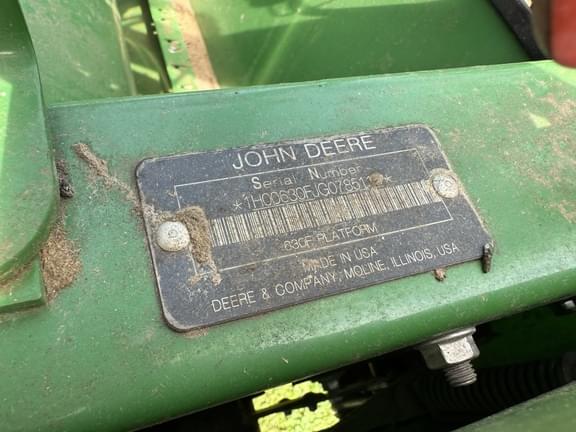 JOHN DEERE
Serial Number
630F PLATFORM
MADE IN USA
DEERE & COMPANY, MOLINE, ILLINOIS, USA